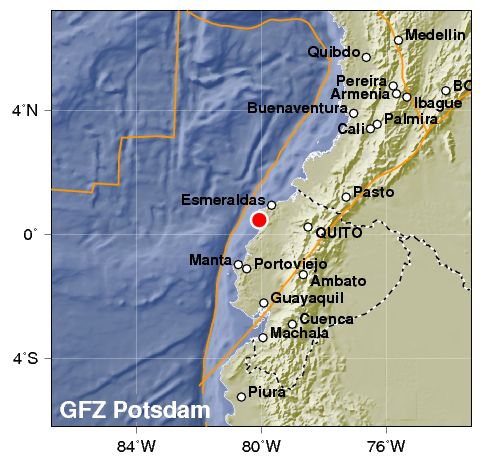 Medellin
Quibdo
Pereira
Armenia
BO
Ibague
4°N
Buenaventura
Palmira
Cali
Esmeraldas
Pasto
0°
QUITO
Manta
Portoviejo
Ambato
Guayaquil
Cuenca
Machala
4°S
Piura
GFZ Potsdam
84°W
80°W
76°W